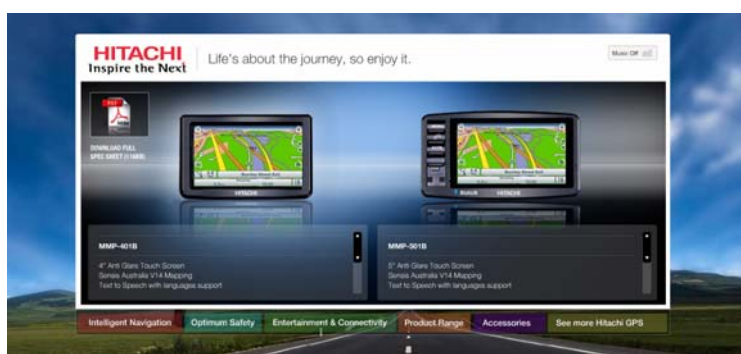 HITACHI
Inspire the Next
Life's about the journey, so enjoy it.
Music Off
PDF
DOWNLOAD FULL
SPEC SHEET
HITACHI
HITACHI
MMP-401B
4" Anti Glare Touch Screen
Sensis Australia V14 Mapping
Text to Speech with languages support
MMP-501B
5" Anti Glare Touch Screen
Sensis Australia V14 Mapping
Text to Speech with languages support
Intelligent Navigation
Optimum Safety
Entertainment & Connectivity
Product Range
Accessories
See more Hitachi GPS